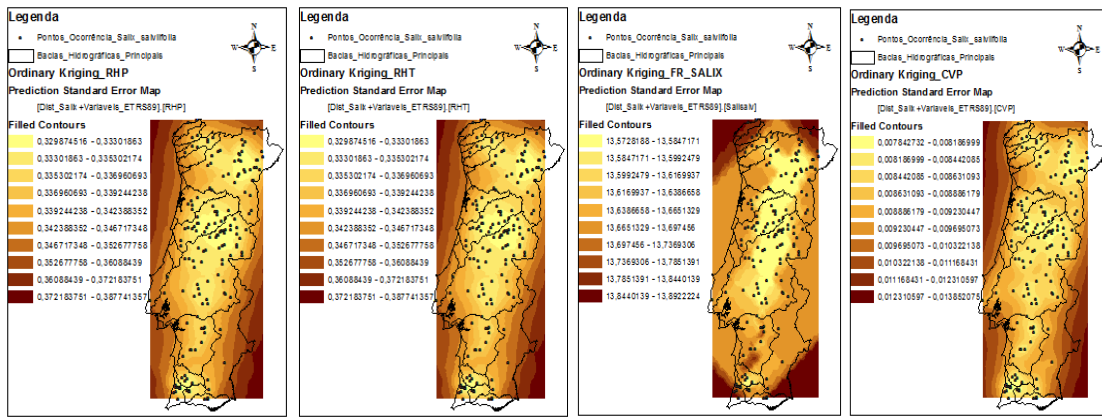 Legenda
N
W E
S
Pontos_Ocorrência_Salix_salvifolia
Bacias_Hidrográficas_Principais
Ordinary Kriging_RHP
Prediction Standard Error Map
[Dist_Salix +Variaveis_ETRS89].[RHP]
Filled Contours
0,329874516 - 0,33301863
0,33301863 - 0,335302174
0,335302174 - 0,336960693
0,336960693 - 0,339244238
0,339244238 - 0,342388352
0,342388352 - 0,346717348
0,346717348 - 0,352677758
0,352677758 - 0,36088439
0,36088439 - 0,372183751
0,372183751 - 0,387741357
Legenda
N
W E
S
Pontos_Ocorrência_Salix_salvifolia
Bacias_Hidrográficas_Principais
Ordinary Kriging_RHT
Prediction Standard Error Map
[Dist_Salix +Variaveis_ETRS89].[RHT]
Filled Contours
0,329874516 - 0,33301863
0,33301863 - 0,335302174
0,335302174 - 0,336960693
0,336960693 - 0,339244238
0,339244238 - 0,342388352
0,342388352 - 0,346717348
0,346717348 - 0,352677758
0,352677758 - 0,36088439
0,36088439 - 0,372183751
0,372183751 - 0,387741357
Legenda
N
W E
S
Pontos_Ocorrência_Salix_salvifolia
Bacias_Hidrográficas_Principais
Ordinary Kriging_FR_SALIX
Prediction Standard Error Map
[Dist_Salix +Variaveis_ETRS89].[Salisalv]
Filled Contours
13,5728188 - 13,5847171
13,5847171 - 13,5992479
13,5992479 - 13,6169937
13,6169937 - 13,6386658
13,6386658 - 13,6651329
13,6651329 - 13,697456
13,697456 - 13,7369306
13,7369306 - 13,7851391
13,7851391 - 13,8440139
13,8440139 - 13,8922224
Legenda
N
W E
S
Pontos_Ocorrência_Salix_salvifolia
Bacias_Hidrográficas_Principais
Ordinary Kriging_CVP
Prediction Standard Error Map
[Dist_Salix +Variaveis_ETRS89].[CVP]
Filled Contours
0,007842732 - 0,008186999
0,008186999 - 0,00842085
0,00842085 - 0,008631093
0,008631093 - 0,00886179
0,008886179 - 0,009230447
0,009230447 - 0,009695073
0,009695073 - 0,010322138
0,010322138 - 0,01168431
0,01168431 - 0,012310597
0,012310597 - 0,013852075